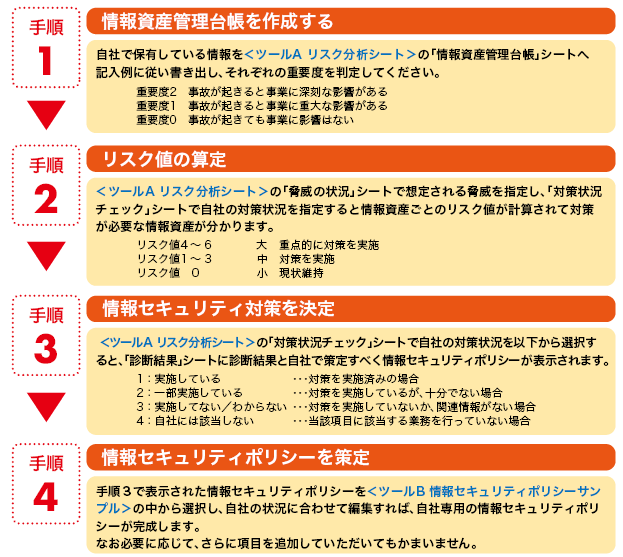 手順
1
情報資産管理台帳を作成する
自社で保有している情報を＜ツールA リスク分析シート＞の「情報資産管理台帳」シートへ
記入例に従い書き出し、それぞれの重要度を判定してください。
重要度2　事故が起きると事業に深刻な影響がある
重要度1　事故が起きると事業に重大な影響がある
重要度0　事故が起きても事業に影響はない
手順
2
リスク値の算定
＜ツールA リスク分析シート＞の「脅威の状況」シートで想定される脅威を指定し、「対策状況
チェック」シートで自社の対策状況を指定すると情報資産ごとのリスク値が計算されて対策
が必要な情報資産が分かります。
リスク値4～6　大　重点的に対策を実施
リスク値1～3　中　対策を実施
リスク値　0　小　現状維持
手順
3
情報セキュリティ対策を決定
＜ツールA リスク分析シート＞の「対策状況チェック」シートで自社の対策状況を以下から選択す
ると、「診断結果」シートに診断結果と自社で策定すべく情報セキュリティポリシーが表示されます。
1：実施している　…対策を実施済みの場合
2：一部実施している　…対策を実施しているが、十分でない場合
3：実施してない／わからない　…対策を実施していないか、関連情報がない場合
4：自社には該当しない　…当該項目に該当する業務を行っていない場合
手順
4
情報セキュリティポリシーを策定
手順3で表示された情報セキュリティポリシーを＜ツールB 情報セキュリティポリシーサン
プル＞の中から選択し、自社の状況に合わせて編集すれば、自社専用の情報セキュリティポリ
シーが完成します。
なお必要に応じて、さらに項目を追加していただいてもかまいません。